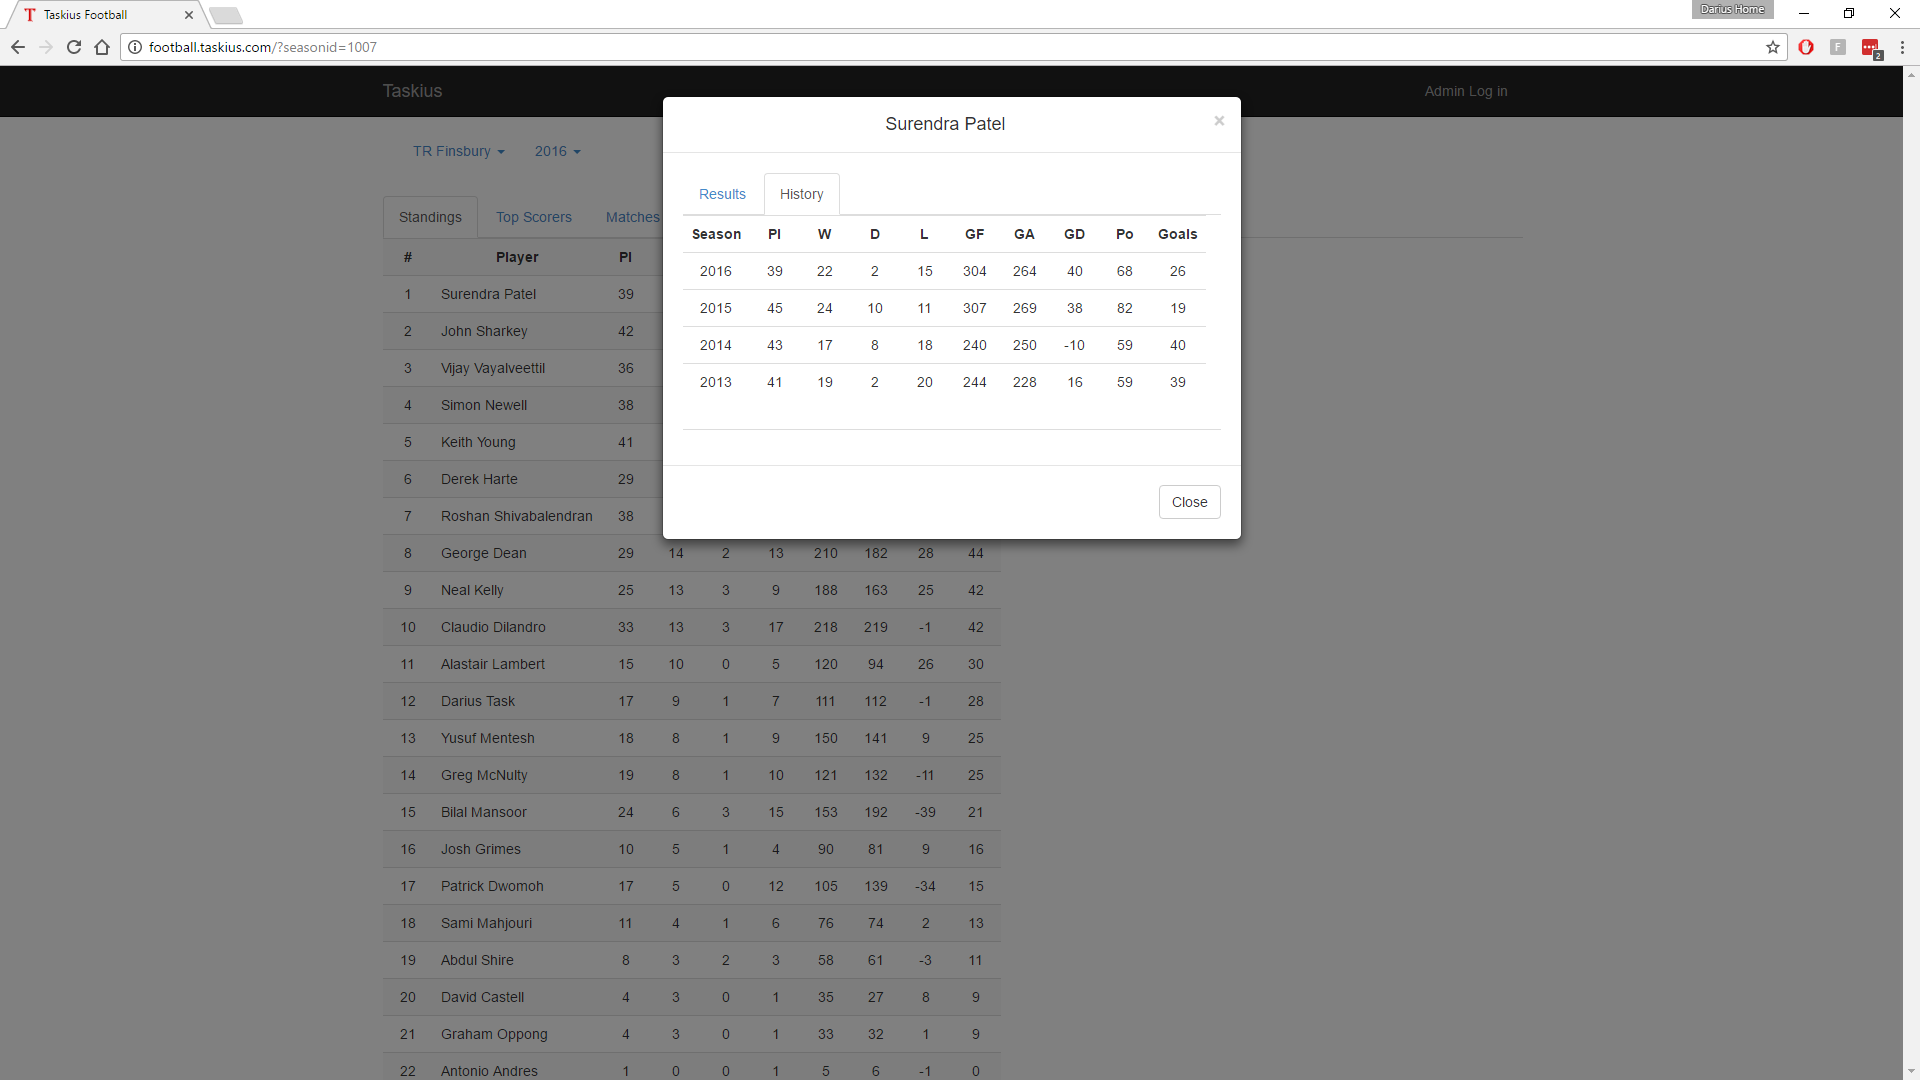 Taskius Football
Darius Home
football.taskius.com/?seasonid=1007
F
2
Taskius
Admin Log in
TR Finsbury
2016
Standings
Top Scorers
Matches
Surendra Patel
×
Results
History
Season Pl W D L GF GA GD Po Goals
2016 39 22 2 15 304 264 40 68 26
2015 45 24 10 11 307 269 38 82 19
2014 43 17 8 18 240 250 -10 59 40
2013 41 19 2 20 244 228 16 59 39
Close
# Player Pl
1 Surendra Patel 39
2 John Sharkey 42
3 Vijay Vayalveettil 36
4 Simon Newell 38
5 Keith Young 41
6 Derek Harte 29
7 Roshan Shivabalendran 38
8 George Dean 29 14 2 13 210 182 28 44
9 Neal Kelly 25 13 3 9 188 163 25 42
10 Claudio Dilandro 33 13 3 17 218 219 -1 42
11 Alastair Lambert 15 10 0 5 120 94 26 30
12 Darius Task 17 9 1 7 111 112 -1 28
13 Yusuf Mentesh 18 8 1 9 150 141 9 25
14 Greg McNulty 19 8 1 10 121 132 -11 25
15 Bilal Mansoor 24 6 3 15 153 192 -39 21
16 Josh Grimes 10 5 1 4 90 81 9 16
17 Patrick Dwomoh 17 5 0 12 105 139 -34 15
18 Sami Mahjouri 11 4 1 6 76 74 2 13
19 Abdul Shire 8 3 2 3 58 61 -3 11
20 David Castell 4 3 0 1 35 27 8 9
21 Graham Oppong 4 3 0 1 33 32 1 9
22 Antonio Andres 1 0 0 1 5 6 -1 0